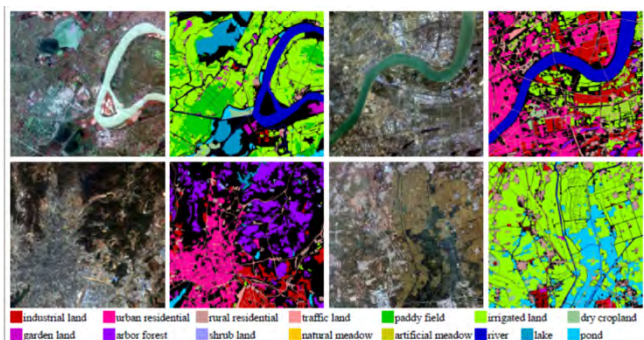 industrial land urban residential rural residential traffic land paddy field irrigated land dry cropland
garden land arbor forest shrub land natural meadow artificial meadow river lake pond